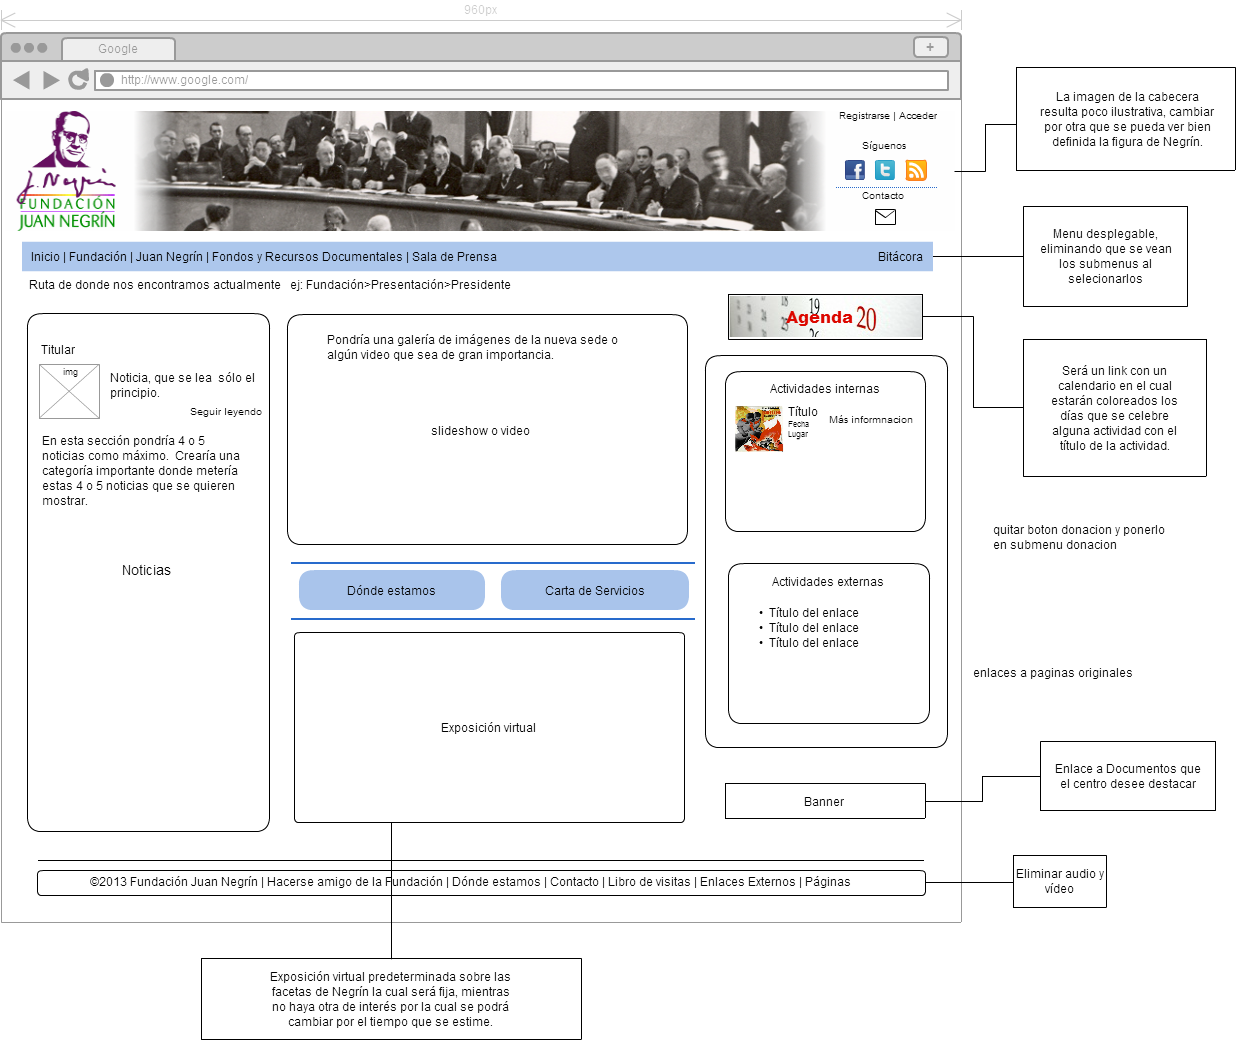 960px
Google
+
http://www.google.com/
J. Negrín
FUNDACIÓN
JUAN NEGRÍN
Registrarse | Acceder
Síguenos
Contacto
La imagen de la cabecera
resulta poco ilustrativa, cambiar
por otra que se pueda ver bien
definida la figura de Negrín.
Inicio | Fundación | Juan Negrín | Fondos y Recursos Documentales | Sala de Prensa
Bitácora
Menu desplegable,
eliminando que se vean
los submenus al
selecionarlos
Ruta de donde nos encontramos actualmente   ej: Fundación>Presentación>Presidente
Agenda 20
19
Será un link con un
calendario en el cual
estarán coloreados los
días que se celebre
alguna actividad con el
título de la actividad.
Titular
img
Noticia, que se lea  sólo el
principio.
Seguir leyendo
En esta sección pondría 4 o 5
noticias como máximo.  Crearía una
categoría importante donde metería
estas 4 o 5 noticias que se quieren
mostrar.
Noticias
Pondría una galería de imágenes de la nueva sede o
algún video que sea de gran importancia.
slideshow o video
Dónde estamos
Carta de Servicios
Exposición virtual
Actividades internas
Título
Fecha
Lugar
Más informnacion
Actividades externas
• Título del enlace
• Título del enlace
• Título del enlace
quitar boton donacion y ponerlo
en submenu donacion
enlaces a paginas originales
Banner
Enlace a Documentos que
el centro desee destacar
©2013 Fundación Juan Negrín | Hacerse amigo de la Fundación | Dónde estamos | Contacto | Libro de visitas | Enlaces Externos | Páginas
Eliminar audio y
vídeo
Exposición virtual predeterminada sobre las
facetas de Negrín la cual será fija, mientras
no haya otra de interés por la cual se podrá
cambiar por el tiempo que se estime.